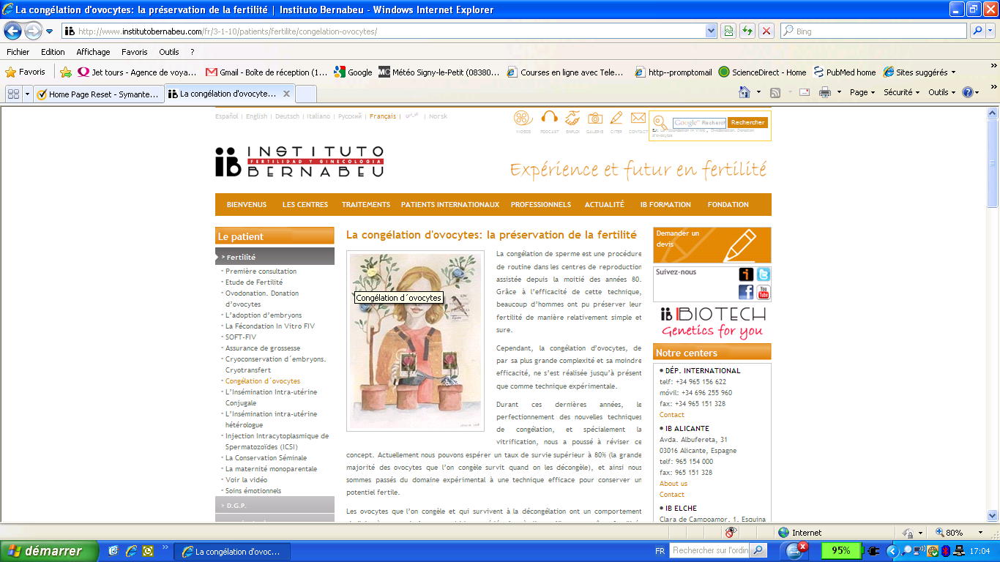 La congélation d'ovocytes: la préservation de la fertilité | Instituto Bernabeu - Windows Internet Explorer
http://www.institutobernabeu.com/fr/3-1-10/patients/fertilite/congelation-ovocytes/
Bing
Fichier Edition Affichage Favoris Outils ?
Favoris Jet tours - Agence de voya... Gmail - Boîte de réception (1... Google MC Météo Signy-le-Petit (08380... Courses en ligne avec Tele... http--promptomail ScienceDirect - Home PubMed home Sites suggérés
Home Page Reset - Symante... La congélation d'ovocyte... Page Sécurité Outils
Español | English | Deutsch | Italiano | Русский | Français | | Norsk
VIDEOS PODCAST EMPLOI GALERIE CITER CONTACT
Google Recherch Rechercher
INSTITUTO
FERTILIDAD Y GINECOLOGIA
BERNABEU
Expérience et futur en fertilité
BIENVENUS LES CENTRES TRAITEMENTS PATIENTS INTERNATIONAUX PROFESSIONNELS ACTUALITÉ IB FORMATION FONDATION
Le patient
> Fertilité
- Première consultation
- Etude de Fertilité
- Ovodonation. Donation
d’ovocytes
- L’adoption d’embryons
- La Fécondation In Vitro FIV
- SOFT-FIV
- Assurance de grossesse
- Cryoconservation d´embryons.
Cryotransfert
- Congélation d´ovocytes
- L’Insémination Intra-utérine
Conjugale
- L’Insémination intra-utérine
hétérologue
- Injection Intracytoplasmique de
Spermatozoïdes (ICSI)
- La Conservation Séminale
- La maternité monoparentale
- Voir la vidéo
- Soins émotionnels
> D.G.P.
La congélation d'ovocytes: la préservation de la fertilité
Congélation d´ovocytes
La congélation de sperme est une procédure
de routine dans les centres de reproduction
assistée depuis la moitié des années 80.
Grâce à l’efficacité de cette technique,
beaucoup d’hommes ont pu préserver leur
fertilité de manière relativement simple et
sure.
Cependant, la congélation d’ovocytes, de
par sa plus grande complexité et sa moindre
efficacité, ne s’est réalisée jusqu’à présent
que comme technique expérimentale.
Durant ces dernières années, le
perfectionnement des nouvelles techniques
de congélation, et spécialement la
vitrification, nous a poussé à réviser ce
concept. Actuellement nous pouvons espérer un taux de survie supérieur à 80% (la grande
majorité des ovocytes que l’on congèle survit quand on les décongèle), et ainsi nous
sommes passés du domaine expérimental à une technique efficace pour conserver un
potentiel fertile.
Les ovocytes que l’on congèle et qui survivent à la décongélation ont un comportement
Demander un
devis
Suivez-nous
You
Tube
IB BIOTECH
Genetics for you
Notre centers
• DÉP. INTERNATIONAL
telf: +34 965 156 622
móvil: +34 696 255 960
fax: +34 965 151 328
Contact
• IB ALICANTE
Avda. Albufereta, 31
03016 Alicante, Espagne
telf: 965 154 000
fax: 965 151 328
About us
Contact
• IB ELCHE
Clara de Campoamor, 1. Esquina
Internet 80%
démarrer La congélation d'ovoc... FR Rechercher sur l'ordin 95% 17:04